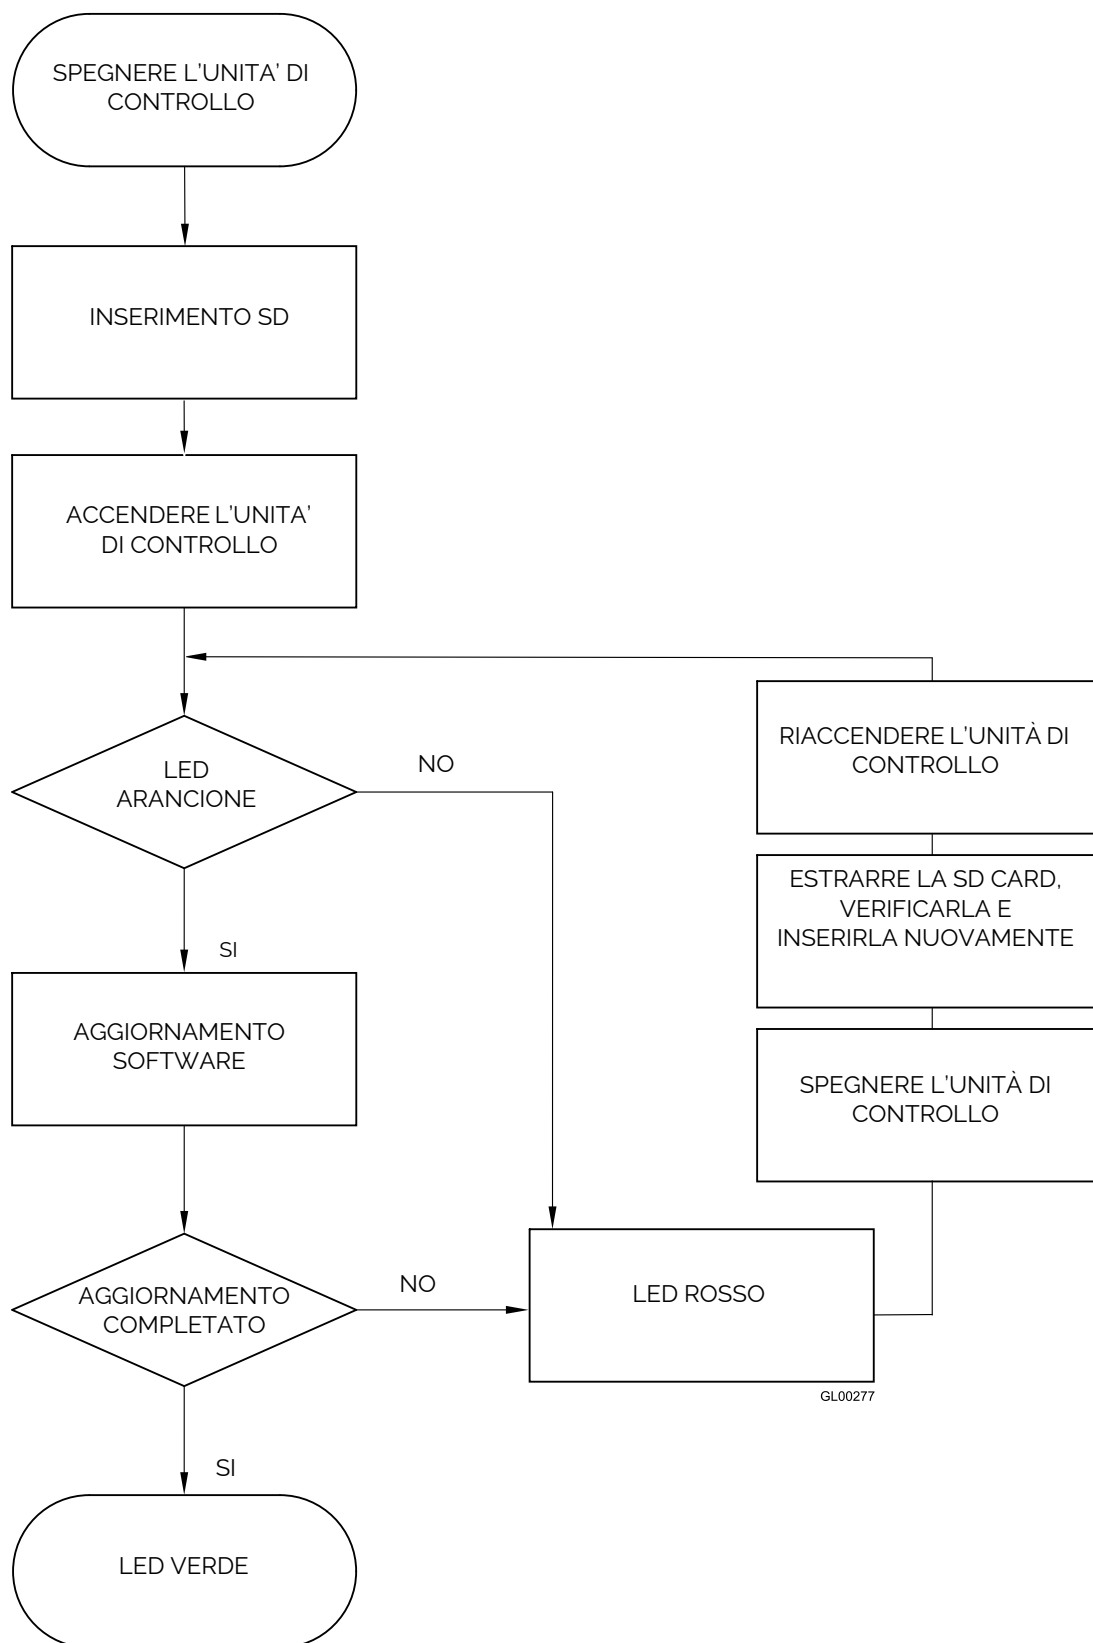 SPEGNERE L'UNITA' DI
CONTROLLO
INSERIMENTO SD
ACCENDERE L'UNITA'
DI CONTROLLO
LED
ARANCIONE
NO
SI
AGGIORNAMENTO
SOFTWARE
AGGIORNAMENTO
COMPLETATO
NO
SI
LED VERDE
LED ROSSO
GL00277
SPEGNERE L'UNITÀ DI
CONTROLLO
ESTRARRE LA SD CARD,
VERIFICARLA E
INSERIRLA NUOVAMENTE
RIACCENDERE L'UNITÀ DI
CONTROLLO